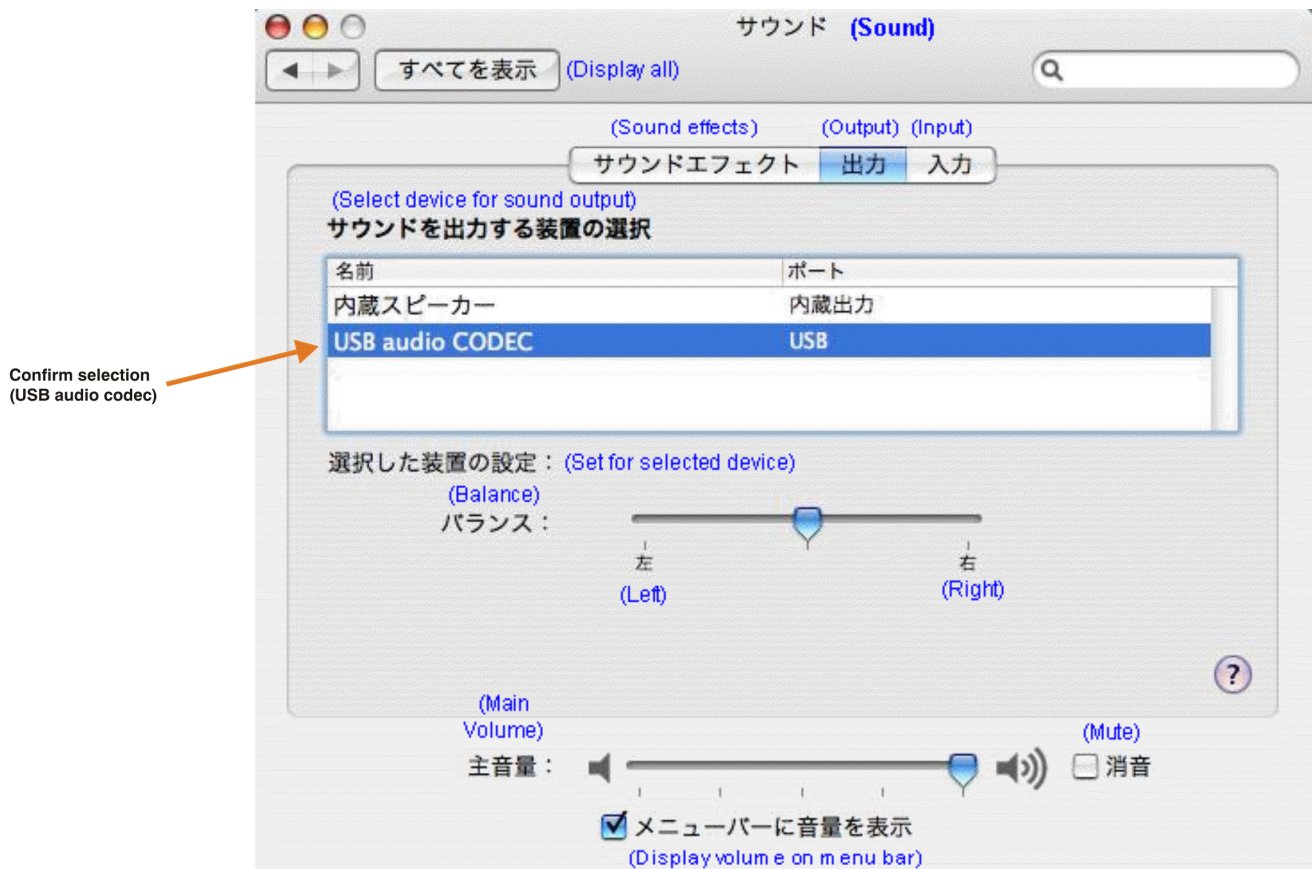 サウンド (Sound)
すべてを表示 (Display all)
(Sound effects) (Output) (Input)
サウンドエフェクト 出力 入力
(Select device for sound output)
サウンドを出力する装置の選択
名前 ポート
内蔵スピーカー 内蔵出力
USB audio CODEC USB
Confirm selection
(USB audio codec)
選択した装置の設定： (Set for selected device)
(Balance)
バランス：
左 右
(Left) (Right)
?
(Main
Volume)
(Mute)
主音量： 消音
メニューバーに音量を表示
(Display volume on menu bar)